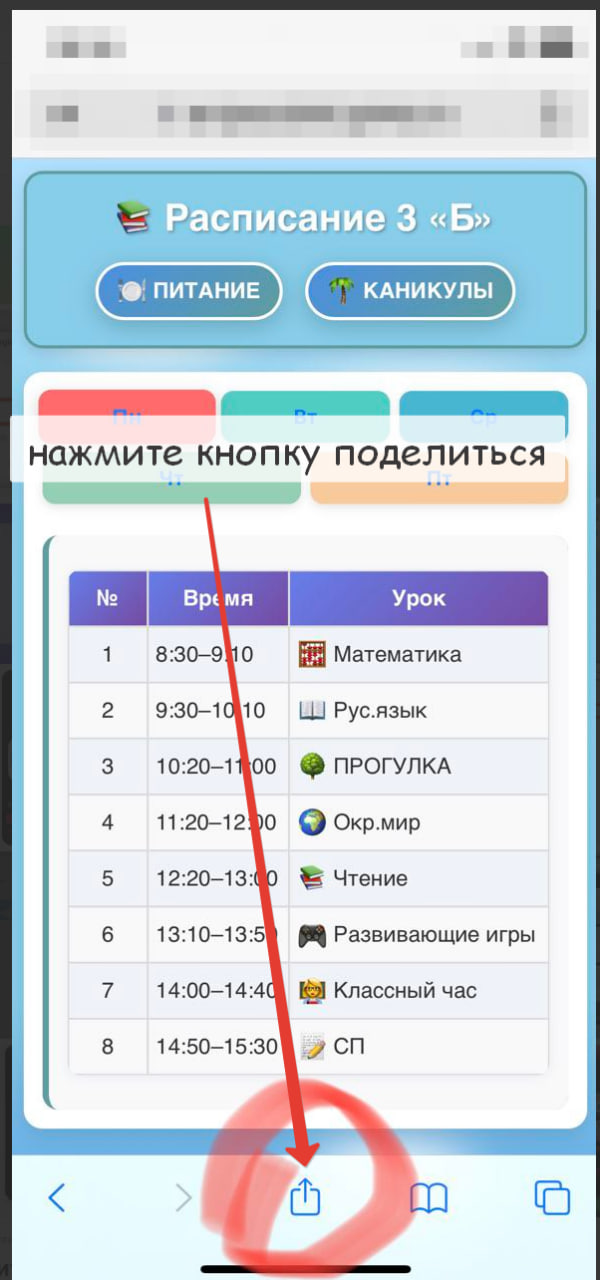 Расписание 3 «Б»
ПИТАНИЕ КАНИКУЛЫ
Пн Вт Ср
нажмите кнопку поделиться
Чт Пт
№ Время Урок
1 8:30–9:10 Математика
2 9:30–10:10 Рус.язык
3 10:20–11:00 ПРОГУЛКА
4 11:20–12:00 Окр.мир
5 12:20–13:00 Чтение
6 13:10–13:50 Развивающие игры
7 14:00–14:40 Классный час
8 14:50–15:30 СП